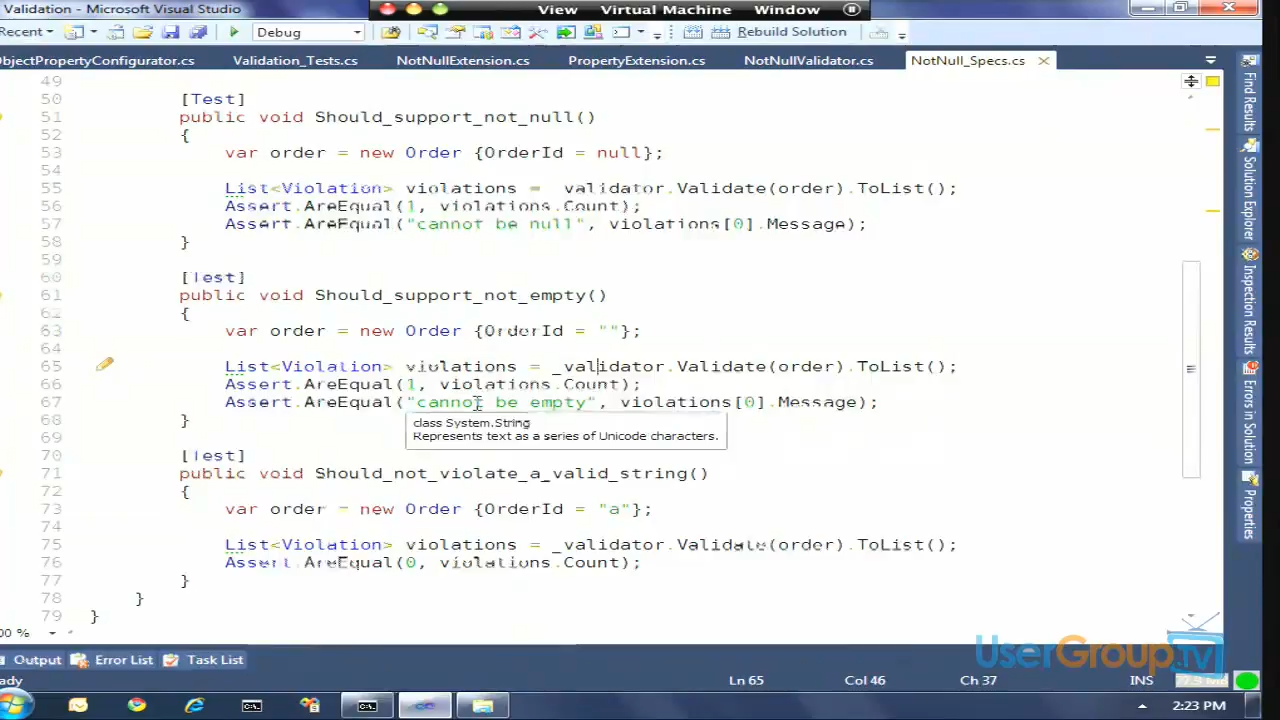 Validation - Microsoft Visual Studio
View Virtual Machine Window
Recent Debug Rebuild Solution
ObjectPropertyConfigurator.cs Validation_Tests.cs NotNullExtension.cs PropertyExtension.cs NotNullValidator.cs NotNull_Specs.cs
49
50 [Test]
51 public void Should_support_not_null()
52 {
53 var order = new Order {OrderId = null};
54
55 List<Violation> violations = _validator.Validate(order).ToList();
56 Assert.AreEqual(1, violations.Count);
57 Assert.AreEqual("cannot be null", violations[0].Message);
58 }
59
60 [Test]
61 public void Should_support_not_empty()
62 {
63 var order = new Order {OrderId = ""};
64
65 List<Violation> violations = _validator.Validate(order).ToList();
66 Assert.AreEqual(1, violations.Count);
67 Assert.AreEqual("cannot be empty", violations[0].Message);
68 }
class System.String
Represents text as a series of Unicode characters.
69
70 [Test]
71 public void Should_not_violate_a_valid_string()
72 {
73 var order = new Order {OrderId = "a"};
74
75 List<Violation> violations = _validator.Validate(order).ToList();
76 Assert.AreEqual(0, violations.Count);
77 }
78 }
79 }
00 %
Find Results
Solution Explorer
Inspection Results
Errors in Solution
Properties
Output Error List Task List
UserGroup.tv
ady Ln 65 Col 46 Ch 37 INS
2:23 PM